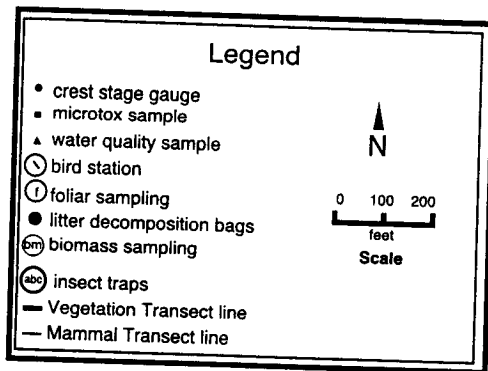 Legend
crest stage gauge
microtox sample
water quality sample
bird station
f foliar sampling
litter decomposition bags
bm biomass sampling
abc insect traps
Vegetation Transect line
Mammal Transect line
N
0 100 200
feet
Scale